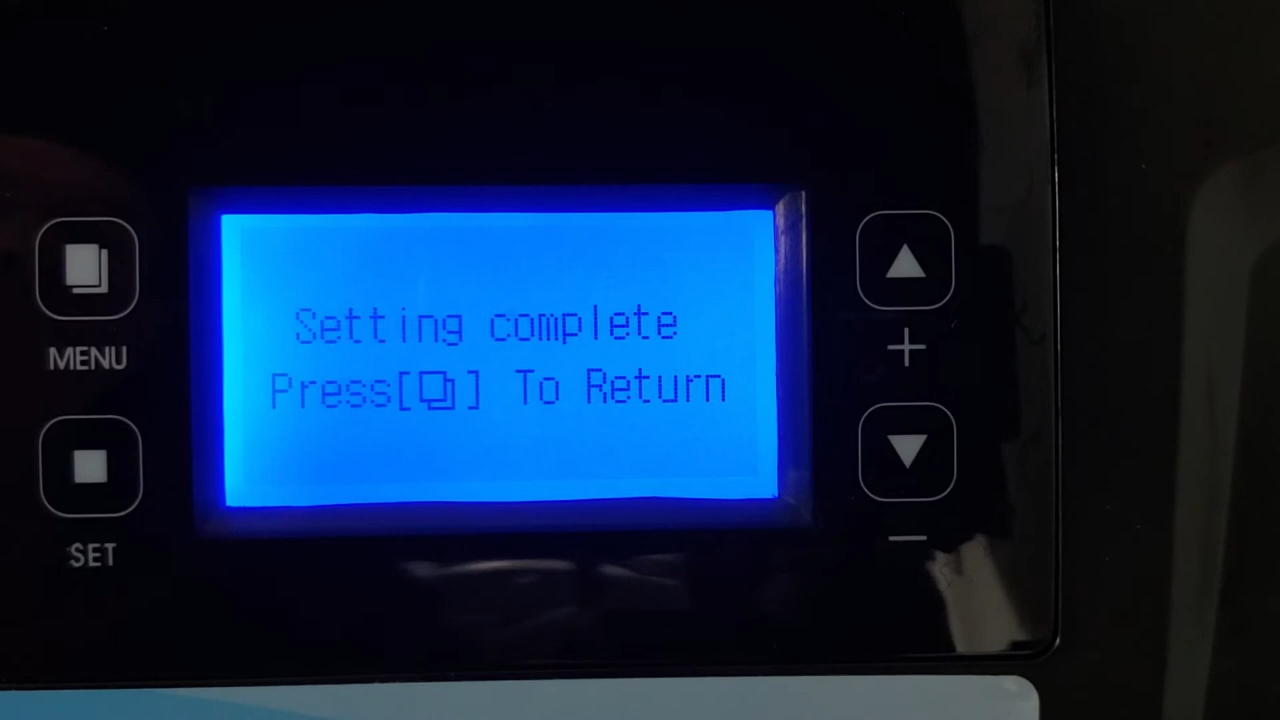 Setting complete
Press[❐] To Return
MENU
SET
+
−